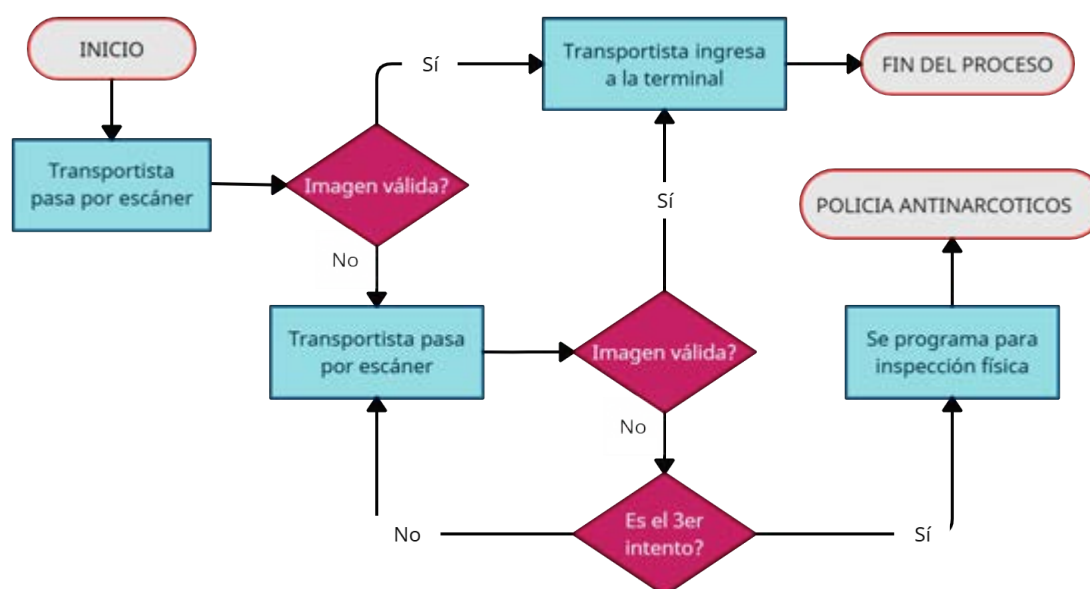 INICIO
Sí
Transportista ingresa
a la terminal
FIN DEL PROCESO
Transportista
pasa por escáner
Imagen válida?
Sí
POLICIA ANTINARCOTICOS
No
Transportista pasa
por escáner
Imagen válida?
Se programa para
inspección física
No
Es el 3er
intento?
No
Sí